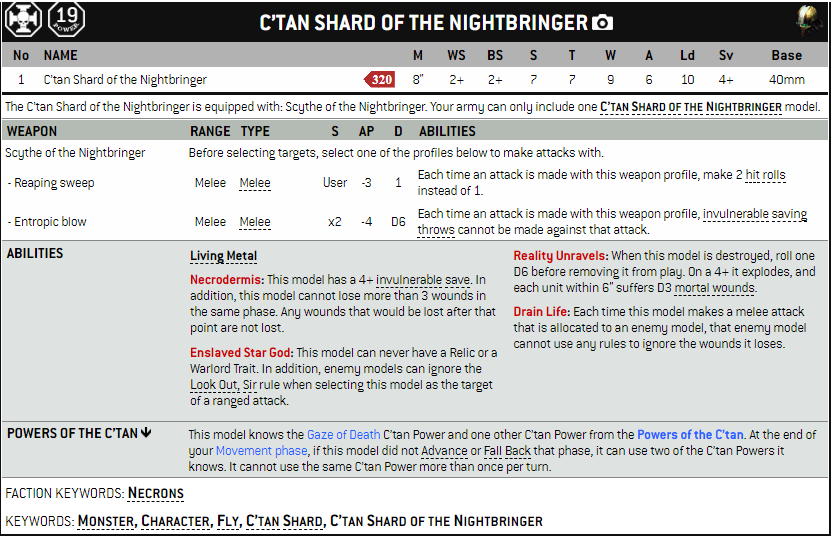 19
POWER
C'TAN SHARD OF THE NIGHTBRINGER
No NAME M WS BS S T W A Ld Sv Base
1 C'tan Shard of the Nightbringer 320 8" 2+ 2+ 7 7 9 6 10 4+ 40mm
The C'tan Shard of the Nightbringer is equipped with: Scythe of the Nightbringer. Your army can only include one C'TAN SHARD OF THE NIGHTBRINGER model.
WEAPON RANGE TYPE S AP D ABILITIES
Scythe of the Nightbringer Before selecting targets, select one of the profiles below to make attacks with.
- Reaping sweep Melee Melee User -3 1 Each time an attack is made with this weapon profile, make 2 hit rolls
instead of 1.
- Entropic blow Melee Melee x2 -4 D6 Each time an attack is made with this weapon profile, invulnerable saving
throws cannot be made against that attack.
ABILITIES
Living Metal
Necrodermis: This model has a 4+ invulnerable save. In
addition, this model cannot lose more than 3 wounds in
the same phase. Any wounds that would be lost after that
point are not lost.
Enslaved Star God: This model can never have a Relic or a
Warlord Trait. In addition, enemy models can ignore the
Look Out, Sir rule when selecting this model as the target
of a ranged attack.
Reality Unravels: When this model is destroyed, roll one
D6 before removing it from play. On a 4+ it explodes, and
each unit within 6" suffers D3 mortal wounds.
Drain Life: Each time this model makes a melee attack
that is allocated to an enemy model, that enemy model
cannot use any rules to ignore the wounds it loses.
POWERS OF THE C'TAN
This model knows the Gaze of Death C'tan Power and one other C'tan Power from the Powers of the C'tan. At the end of
your Movement phase, if this model did not Advance or Fall Back that phase, it can use two of the C'tan Powers it
knows. It cannot use the same C'tan Power more than once per turn.
FACTION KEYWORDS: NECRONS
KEYWORDS: MONSTER, CHARACTER, FLY, C'TAN SHARD, C'TAN SHARD OF THE NIGHTBRINGER